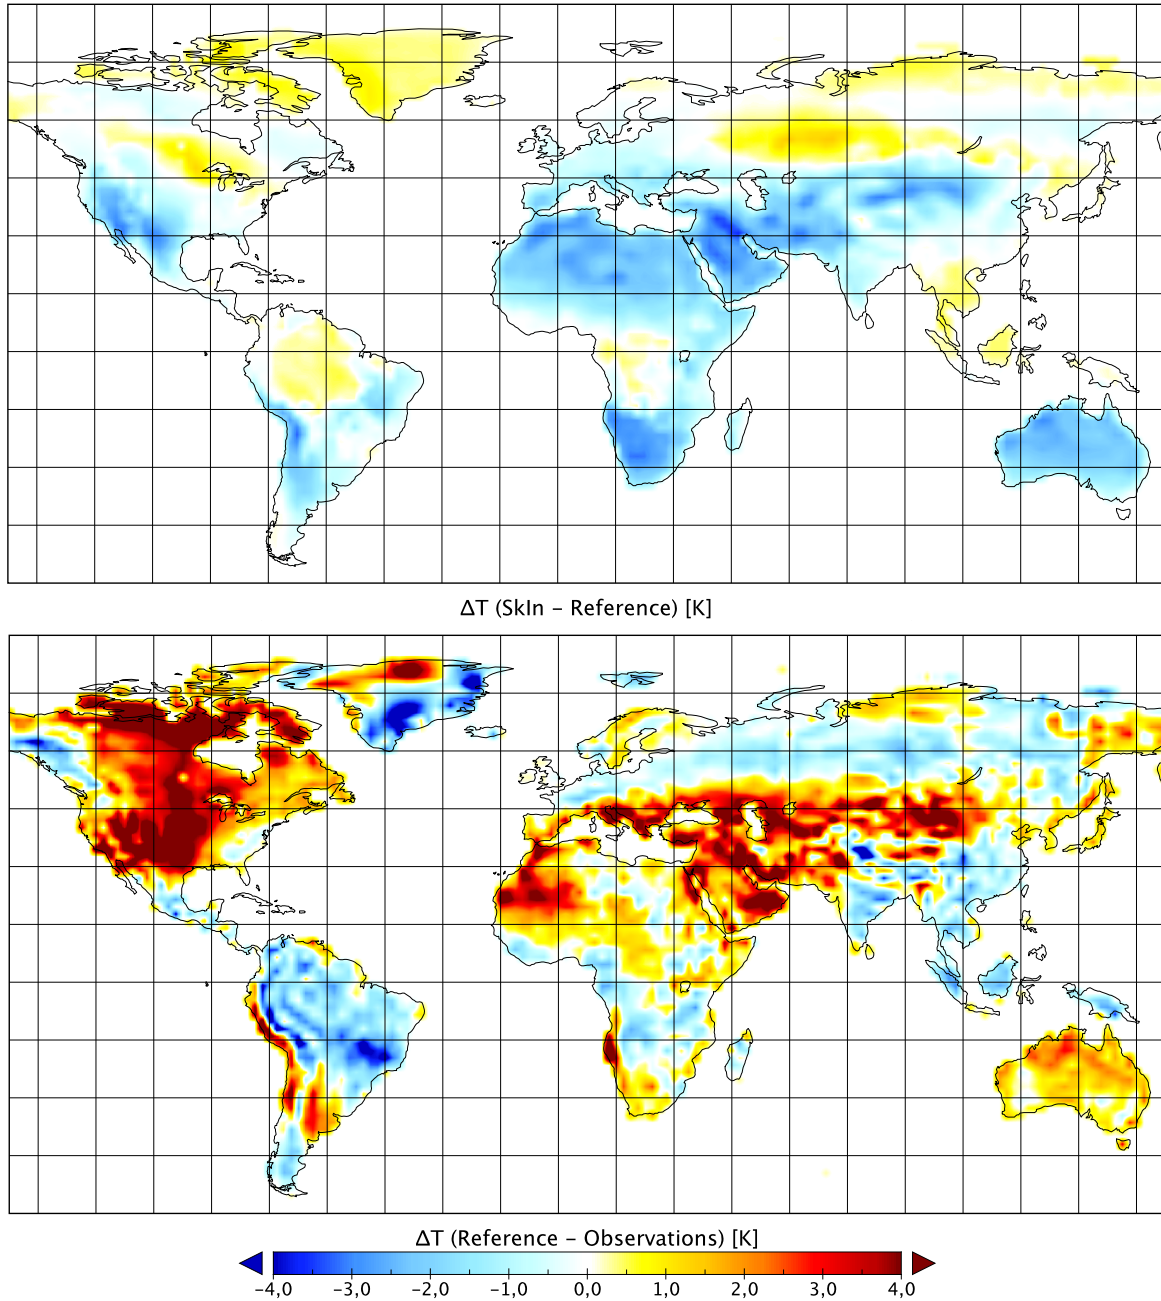 ΔT (SkIn – Reference) [K]
ΔT (Reference – Observations) [K]
−4,0 −3,0 −2,0 −1,0 0,0 1,0 2,0 3,0 4,0